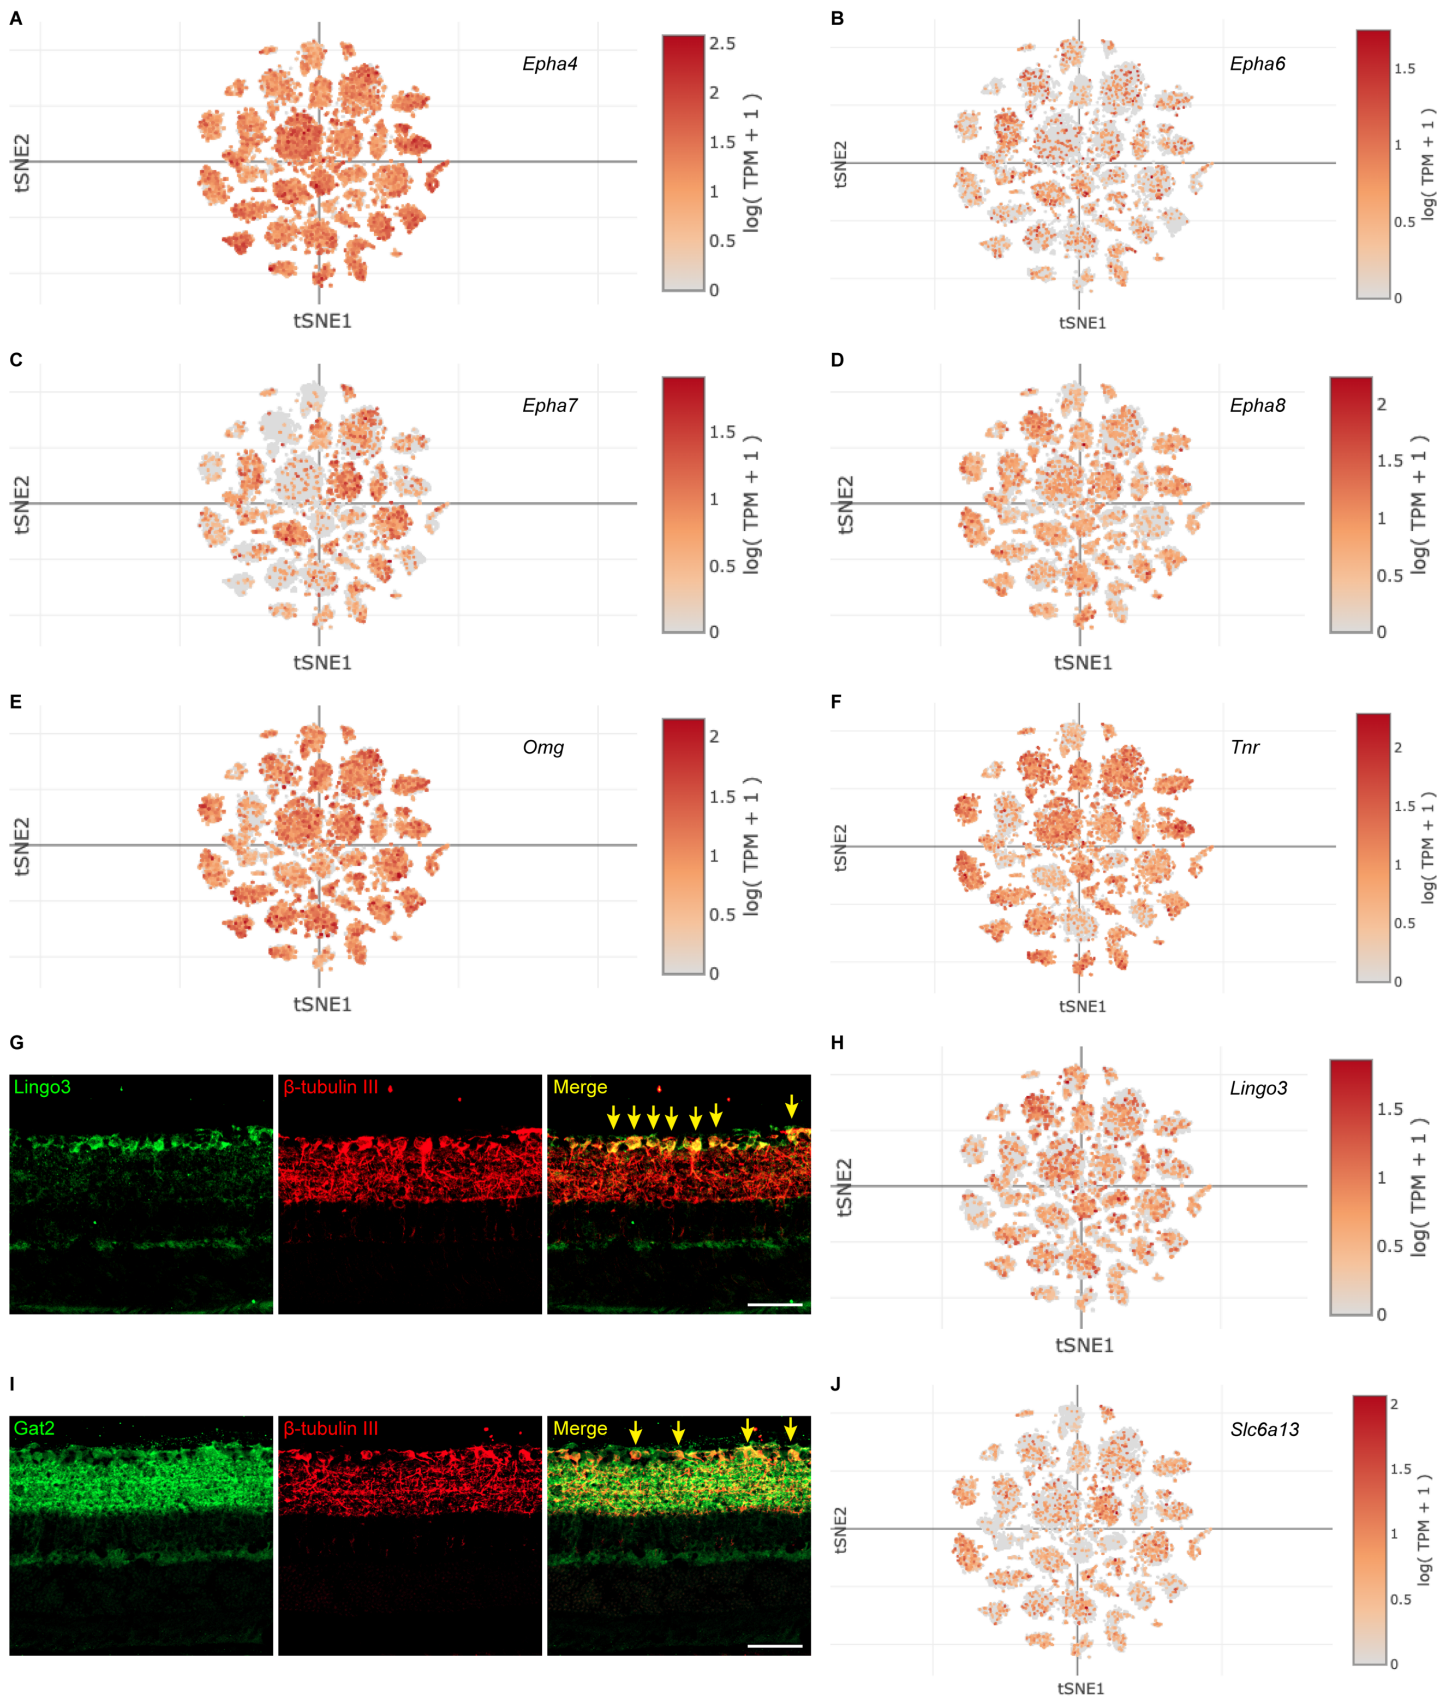 A
Epha4
tSNE2
tSNE1
2.5
2
1.5
1
0.5
0
log( TPM + 1 )
B
Epha6
tSNE2
tSNE1
1.5
1
0.5
0
log( TPM + 1 )
C
Epha7
tSNE2
tSNE1
1.5
1
0.5
0
log( TPM + 1 )
D
Epha8
tSNE2
tSNE1
2
1.5
1
0.5
0
log( TPM + 1 )
E
Omg
tSNE2
tSNE1
2
1.5
1
0.5
0
log( TPM + 1 )
F
Tnr
tSNE2
tSNE1
2
1.5
1
0.5
0
log( TPM + 1 )
G
Lingo3
β-tubulin III
Merge
H
Lingo3
tSNE2
tSNE1
1.5
1
0.5
0
log( TPM + 1 )
I
Gat2
β-tubulin III
Merge
J
Slc6a13
tSNE2
tSNE1
2
1.5
1
0.5
0
log( TPM + 1 )